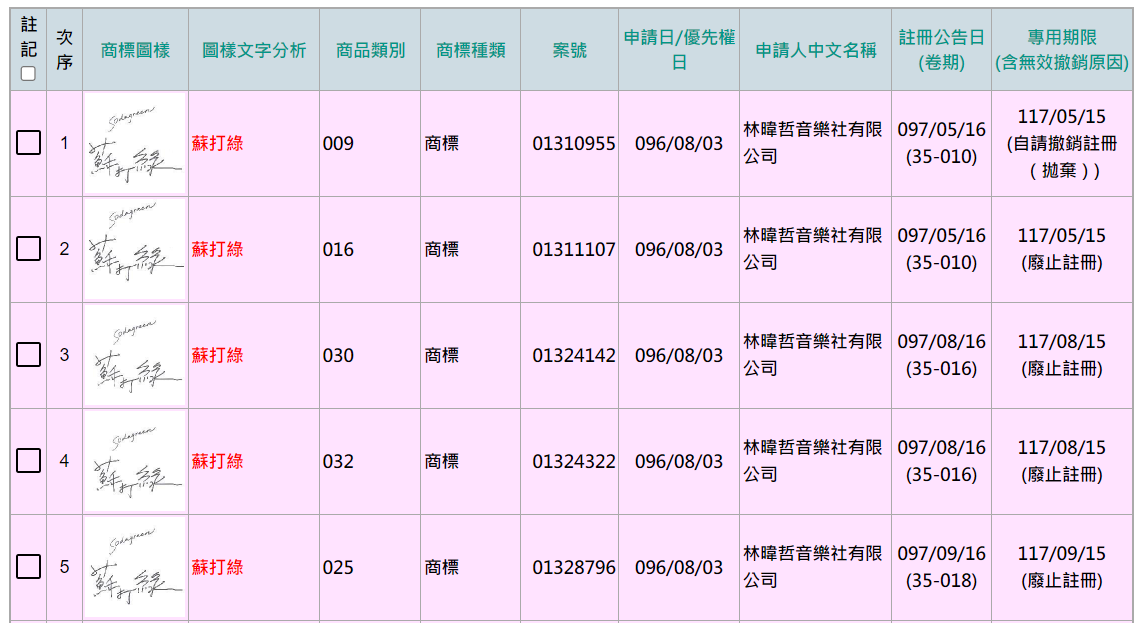 註記 次序 商標圖樣 圖樣文字分析 商品類別 商標種類 案號 申請日/優先權日 申請人中文名稱 註冊公告日(卷期) 專用期限(含無效撤銷原因)
1 Sodagreen 蘇打綠 蘇打綠 009 商標 01310955 096/08/03 林暐哲音樂社有限公司 097/05/16 (35-010) 117/05/15 (自請撤銷註冊(拋棄))
2 Sodagreen 蘇打綠 蘇打綠 016 商標 01311107 096/08/03 林暐哲音樂社有限公司 097/05/16 (35-010) 117/05/15 (廢止註冊)
3 Sodagreen 蘇打綠 蘇打綠 030 商標 01324142 096/08/03 林暐哲音樂社有限公司 097/08/16 (35-016) 117/08/15 (廢止註冊)
4 Sodagreen 蘇打綠 蘇打綠 032 商標 01324322 096/08/03 林暐哲音樂社有限公司 097/08/16 (35-016) 117/08/15 (廢止註冊)
5 Sodagreen 蘇打綠 蘇打綠 025 商標 01328796 096/08/03 林暐哲音樂社有限公司 097/09/16 (35-018) 117/09/15 (廢止註冊)